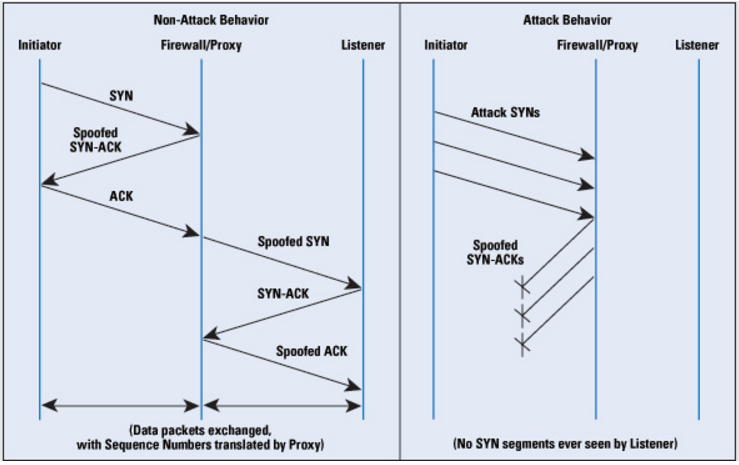 Non-Attack Behavior
Initiator
Firewall/Proxy
Listener
SYN
Spoofed
SYN-ACK
ACK
Spoofed SYN
SYN-ACK
Spoofed ACK
(Data packets exchanged,
with Sequence Numbers translated by Proxy)
Attack Behavior
Initiator
Firewall/Proxy
Listener
Attack SYNs
Spoofed
SYN-ACKs
(No SYN segments ever seen by Listener)